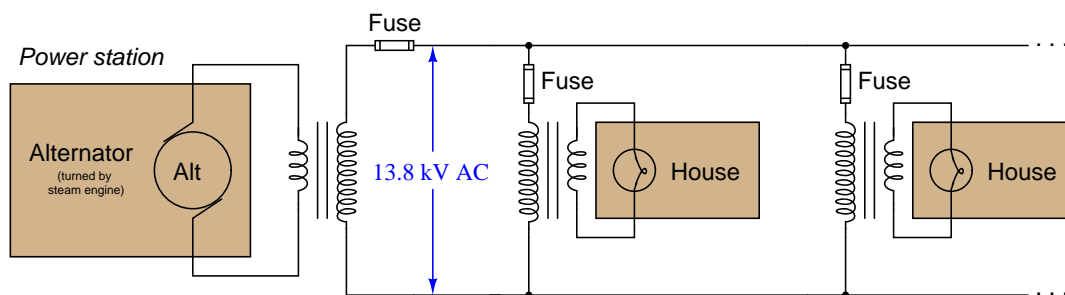 Fuse
Power station
Fuse
Fuse
Alternator
(turned by
steam engine)
Alt
13.8 kV AC
House
House
. . .
. . .